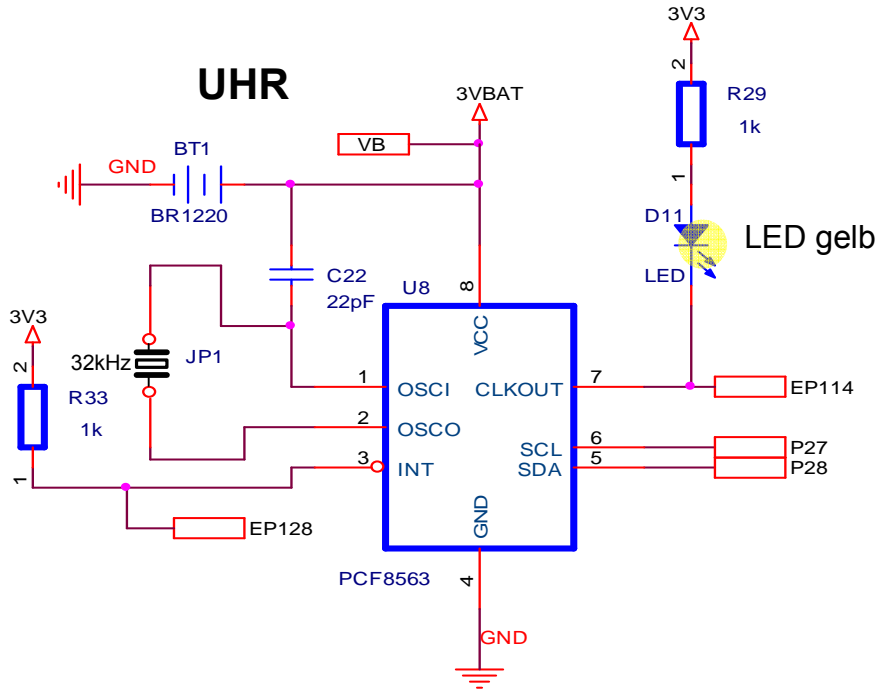 UHR
3V3
2
R29
1k
1
3VBAT
VB
BT1
GND
BR1220
D11
LED gelb
LED
C22
22pF
U8
8
VCC
3V3
2
32kHz
JP1
R33
1k
1
1
OSCI
CLKOUT
7
EP114
2
OSCO
3
INT
SCL
6
P27
SDA
5
P28
EP128
GND
PCF8563
4
GND